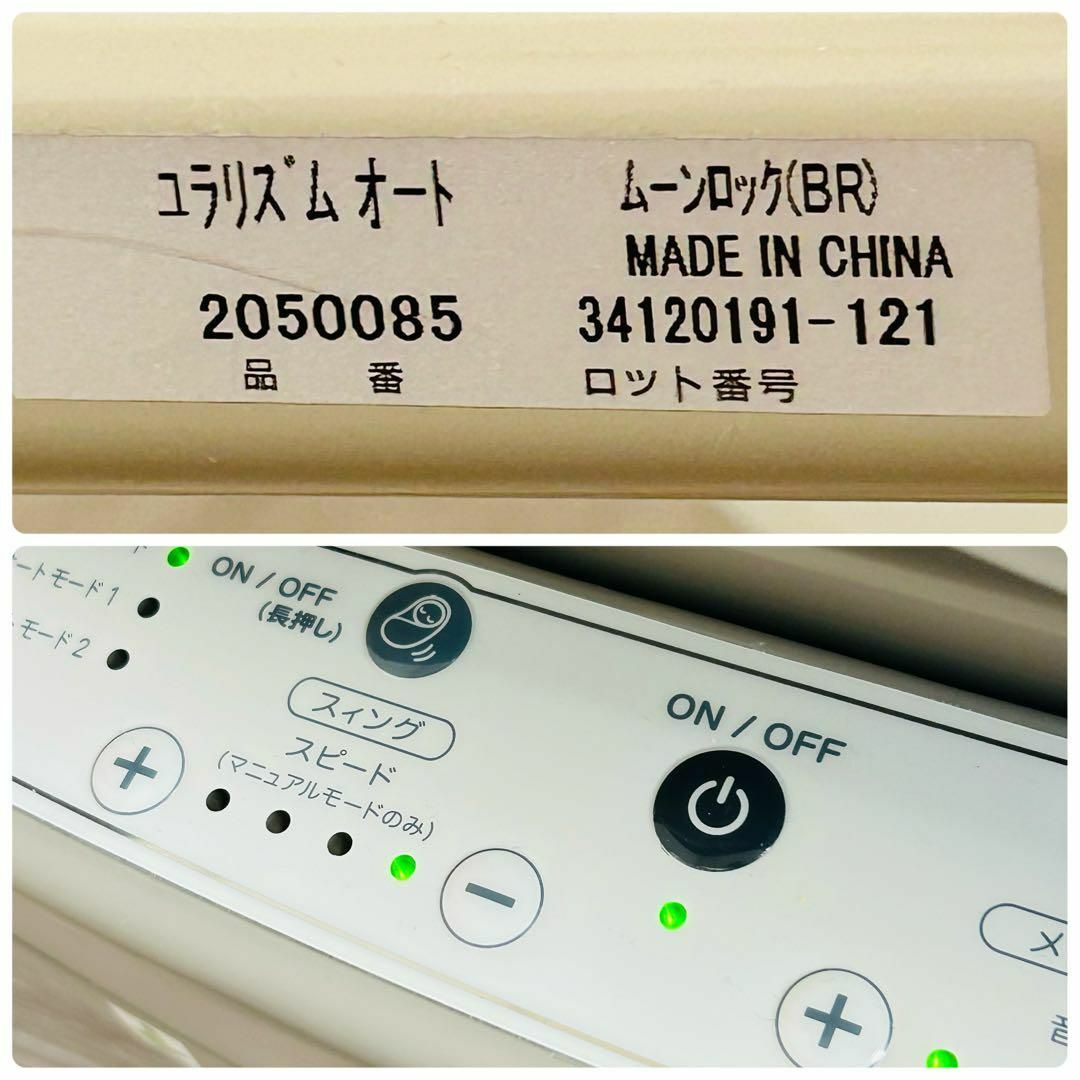 ユラリズム オート
ムーンロック(BR)
MADE IN CHINA
2050085
34120191-121
品番
ロット番号
ートモード1
モード2
ON / OFF
(長押し)
スィング
スピード
(マニュアルモードのみ)
+
−
ON / OFF
メ
+